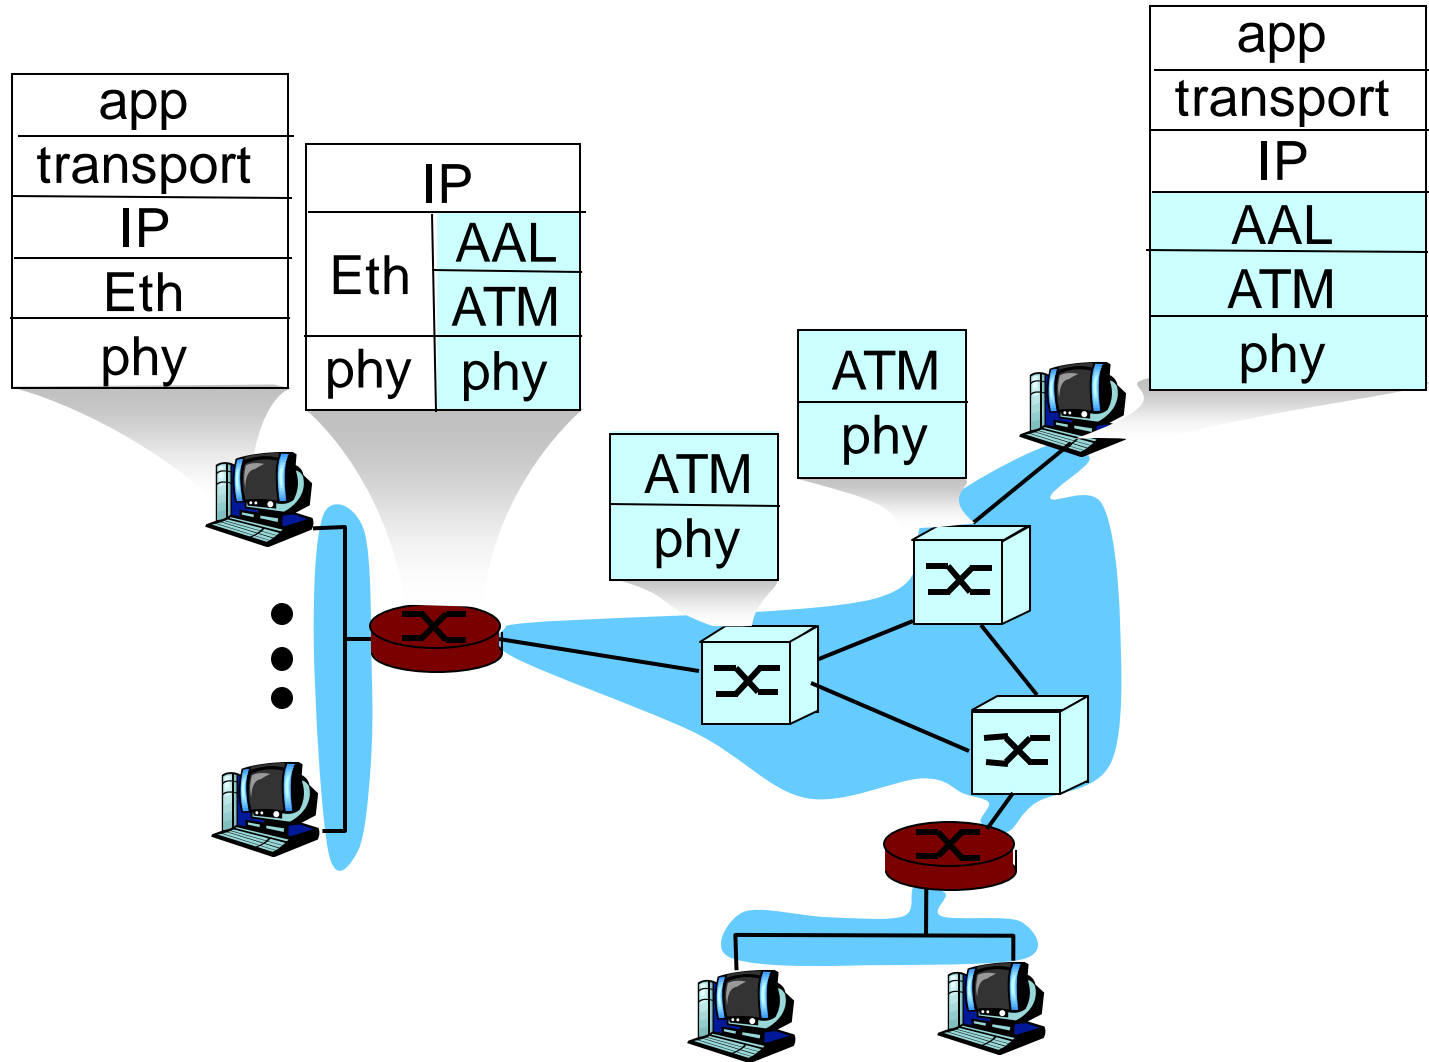 app
transport
IP
Eth
phy
IP
Eth
AAL
ATM
phy
phy
ATM
phy
ATM
phy
app
transport
IP
AAL
ATM
phy